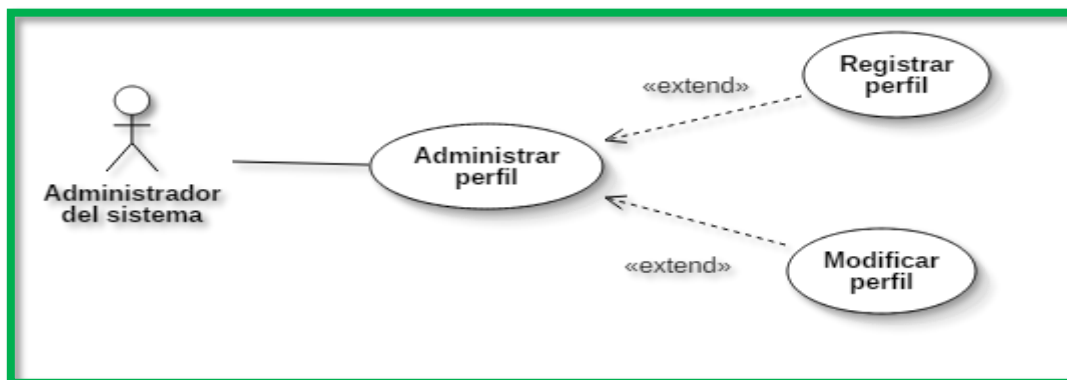 Registrar
perfil
«extend»
Administrar
perfil
Administrador
del sistema
«extend»
Modificar
perfil